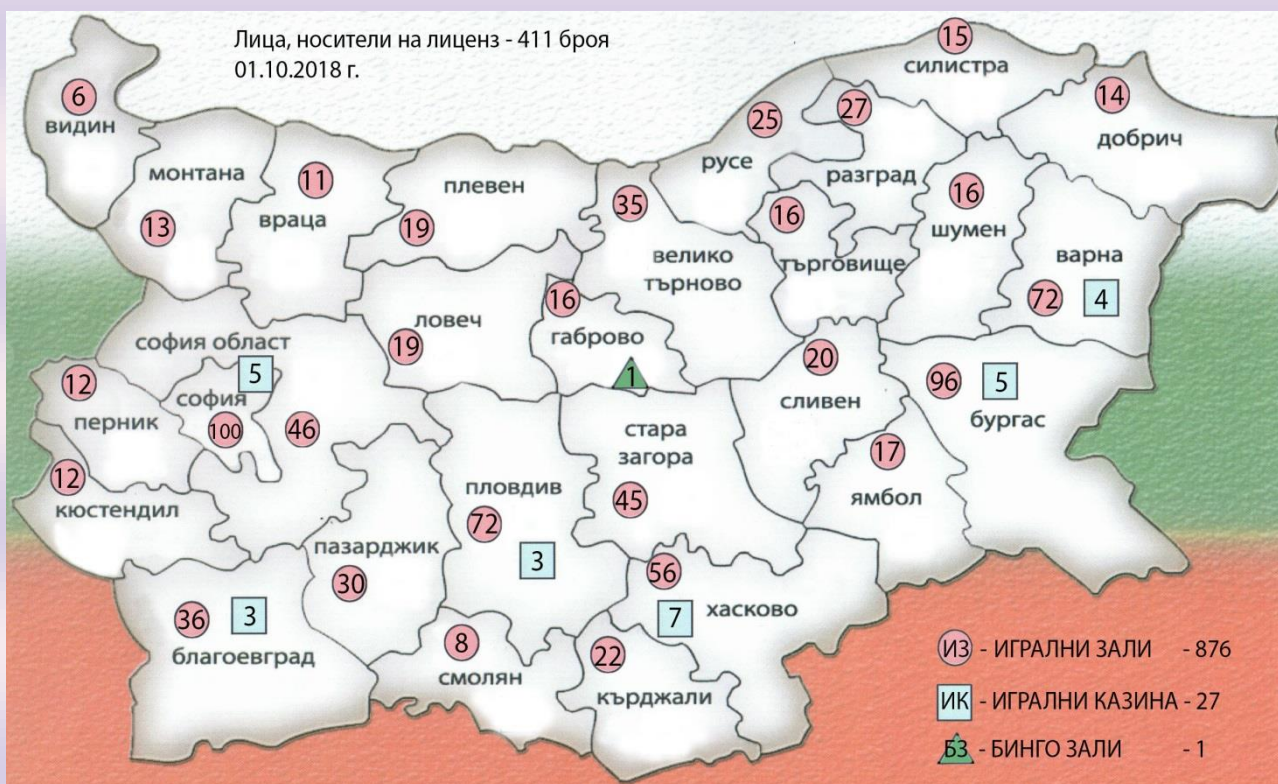 Лица, носители на лиценз - 411 броя
01.10.2018 г.
15
силистра
6
видин
14
добрич
25
27
русе
разград
монтана
13
11
враца
плевен
19
35
велико
търново
16
търговище
16
шумен
варна
72
4
ловеч
19
16
габрово
1
софия област
5
софия
100
46
12
перник
12
кюстендил
20
сливен
96
5
бургас
стара
загора
45
17
ямбол
пловдив
72
3
пазарджик
30
56
7
хасково
36
3
благоевград
8
смолян
22
кърджали
ИЗ - ИГРАЛНИ ЗАЛИ - 876
ИК - ИГРАЛНИ КАЗИНА - 27
БЗ - БИНГО ЗАЛИ - 1